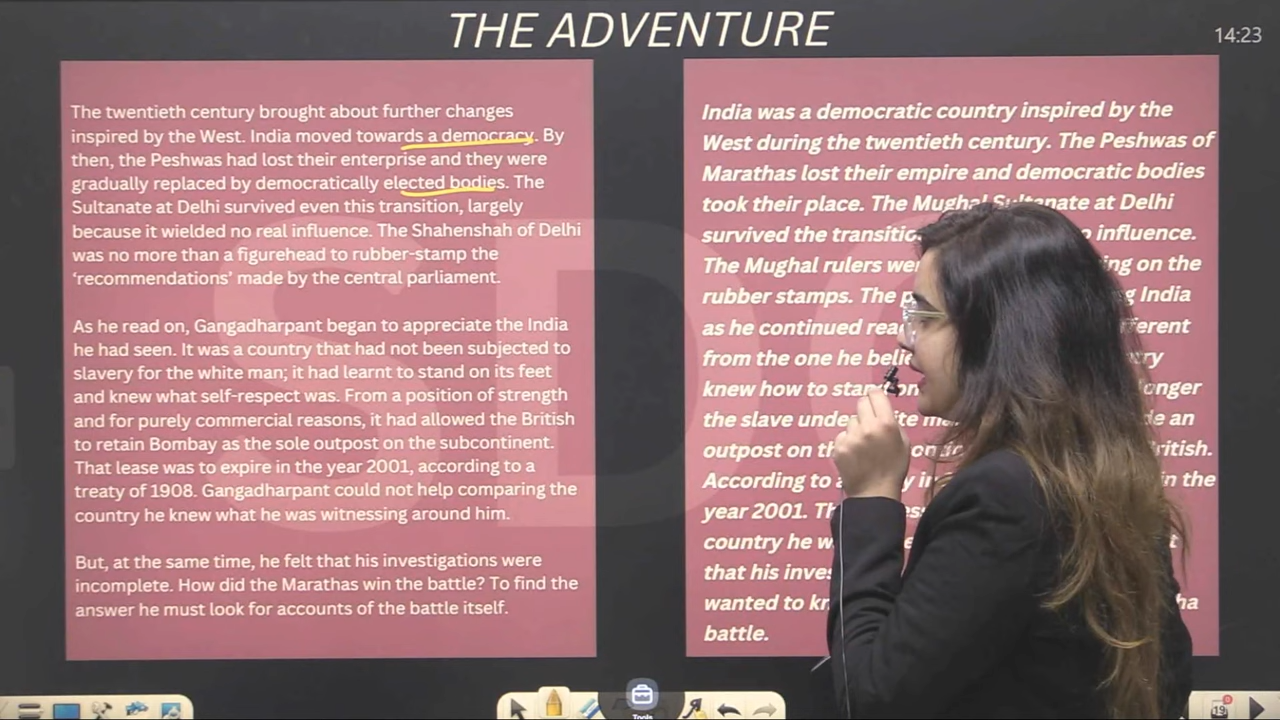 THE ADVENTURE
14:23
The twentieth century brought about further changes
inspired by the West. India moved towards a democracy. By
then, the Peshwas had lost their enterprise and they were
gradually replaced by democratically elected bodies. The
Sultanate at Delhi survived even this transition, largely
because it wielded no real influence. The Shahenshah of Delhi
was no more than a figurehead to rubber-stamp the
‘recommendations’ made by the central parliament.
As he read on, Gangadharpant began to appreciate the India
he had seen. It was a country that had not been subjected to
slavery for the white man; it had learnt to stand on its feet
and knew what self-respect was. From a position of strength
and for purely commercial reasons, it had allowed the British
to retain Bombay as the sole outpost on the subcontinent.
That lease was to expire in the year 2001, according to a
treaty of 1908. Gangadharpant could not help comparing the
country he knew what he was witnessing around him.
But, at the same time, he felt that his investigations were
incomplete. How did the Marathas win the battle? To find the
answer he must look for accounts of the battle itself.
India was a democratic country inspired by the
West during the twentieth century. The Peshwas of
Marathas lost their empire and democratic bodies
took their place. The Mughal Sultanate at Delhi
survived the influence.
The Mughal rulers on the
rubber stamps. The India
as he continued
from the one he
knew how to
the slave
outpost on
According to in the
year 2001.
country he
that his
wanted to
battle.
SD
Tools
19